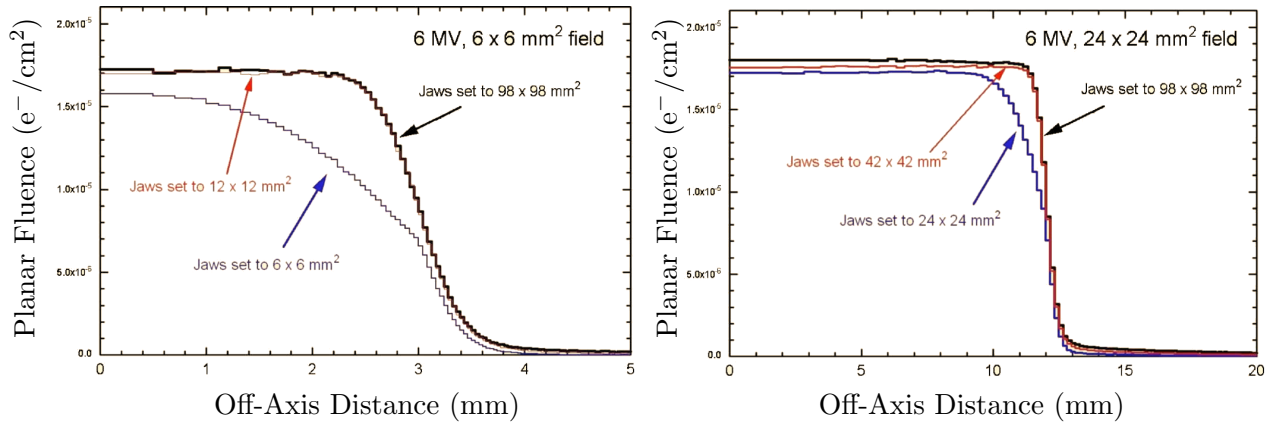 6 MV, 6 x 6 mm² field
Planar Fluence (e⁻/cm2)
2.0x10⁻⁵
1.5x10⁻⁵
1.0x10⁻⁵
5.0x10⁻⁵
0.0
Jaws set to 98 x 98 mm²
Jaws set to 12 x 12 mm²
Jaws set to 6 x 6 mm²
0 1 2 3 4 5
Off-Axis Distance (mm)
6 MV, 24 x 24 mm² field
Planar Fluence (e⁻/cm2)
2.0x10⁻⁵
1.5x10⁻⁵
1.0x10⁻⁵
5.0x10⁻⁶
0.0
Jaws set to 98 x 98 mm²
Jaws set to 42 x 42 mm²
Jaws set to 24 x 24 mm²
0 5 10 15 20
Off-Axis Distance (mm)